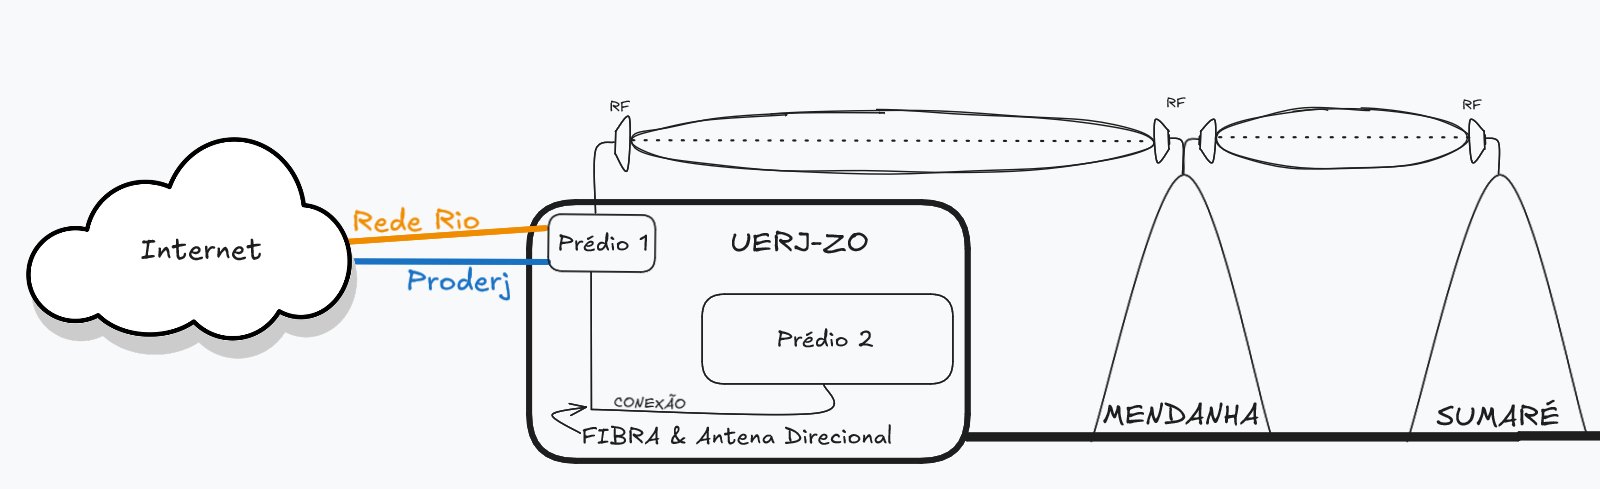 RF
RF
RF
Internet
Rede Rio
Proderj
Prédio 1
UERJ-ZO
Prédio 2
CONEXÃO
FIBRA & Antena Direcional
MENDANHA
SUMARÉ